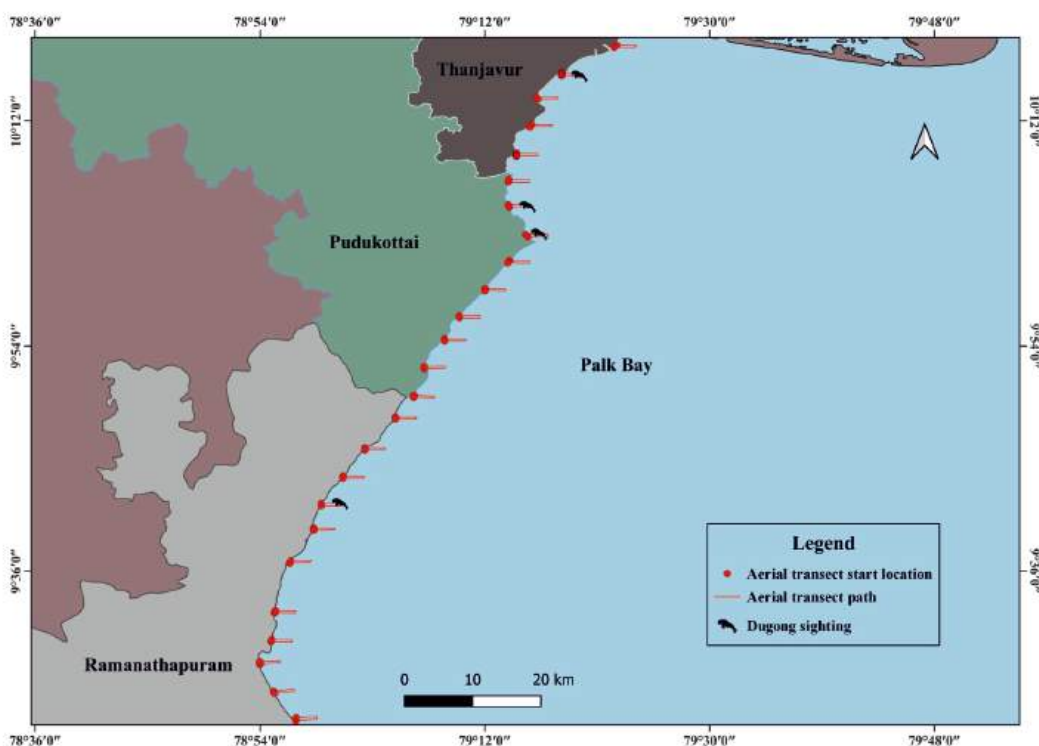 78°36′0″ 78°54′0″ 79°12′0″ 79°30′0″ 79°48′0″
Thanjavur
10°12′0″ 10°12′0″
Pudukottai
9°54′0″ 9°54′0″
Palk Bay
Legend
9°36′0″ 9°36′0″
Aerial transect start location
Aerial transect path
Dugong sighting
Ramanathapuram
0 10 20 km
78°36′0″ 78°54′0″ 79°12′0″ 79°30′0″ 79°48′0″